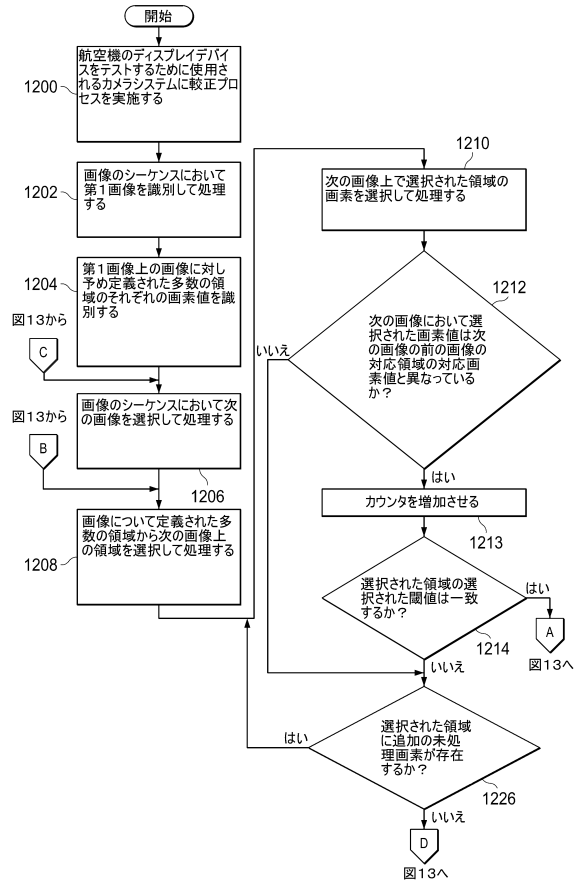 開始
航空機のディスプレイデバイ
スをテストするために使用さ
れるカメラシステムに較正プロ
セスを実施する
1200
画像のシーケンスにおいて
第1画像を識別して処理
する
1202
第1画像上の画像に対し
予め定義された多数の領
域のそれぞれの画素値を識
別する
1204
図13から
C
画像のシーケンスにおいて次
の画像を選択して処理する
1206
図13から
B
画像について定義された多
数の領域から次の画像上
の領域を選択して処理する
1208
1210
次の画像上で選択された領域の
画素を選択して処理する
1212
次の画像において選
択された画素値は次
の画像の前の画像の
対応領域の対応画
素値と異なっている
か?
いいえ
はい
カウンタを増加させる
1213
選択された領域の選
択された閾値は一致
するか?
はい
1214
A
図13へ
いいえ
選択された領域
に追加の未処
理画素が存在
するか?
はい
1226
いいえ
D
図13へ